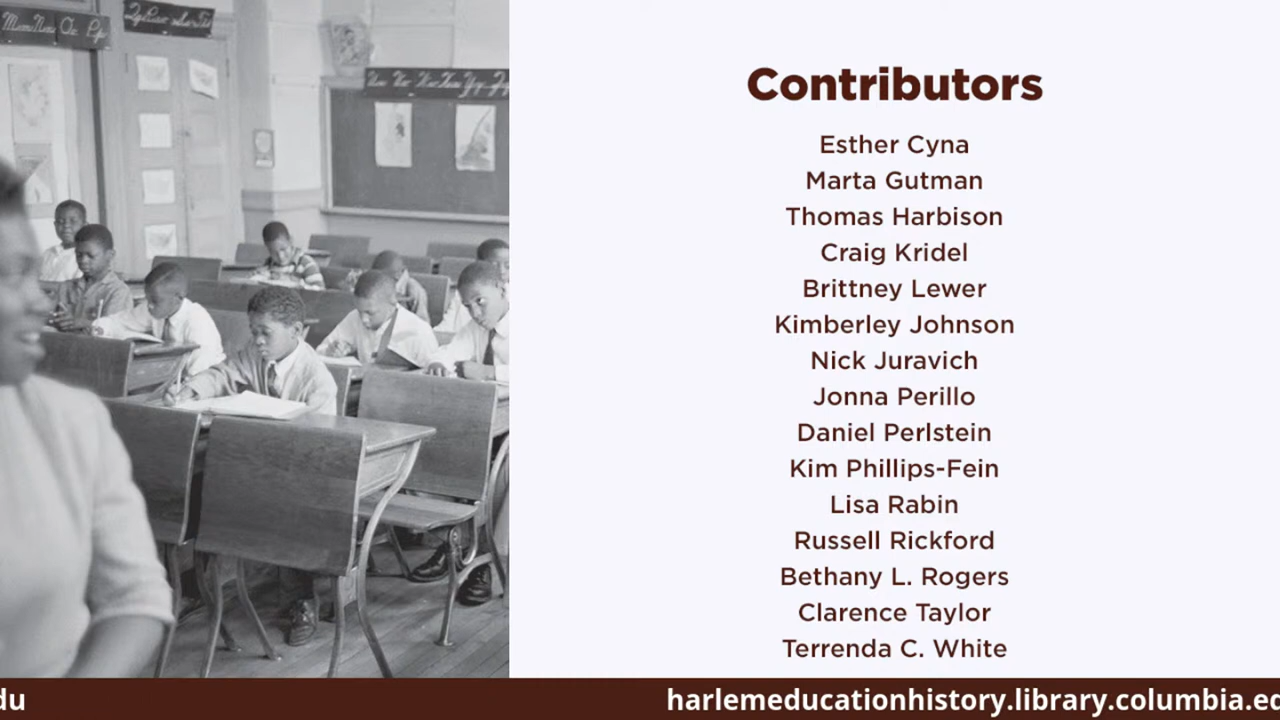 Contributors
Esther Cyna
Marta Gutman
Thomas Harbison
Craig Kridel
Brittney Lewer
Kimberley Johnson
Nick Juravich
Jonna Perillo
Daniel Perlstein
Kim Phillips-Fein
Lisa Rabin
Russell Rickford
Bethany L. Rogers
Clarence Taylor
Terrenda C. White
du harlemeducationhistory.library.columbia.ed